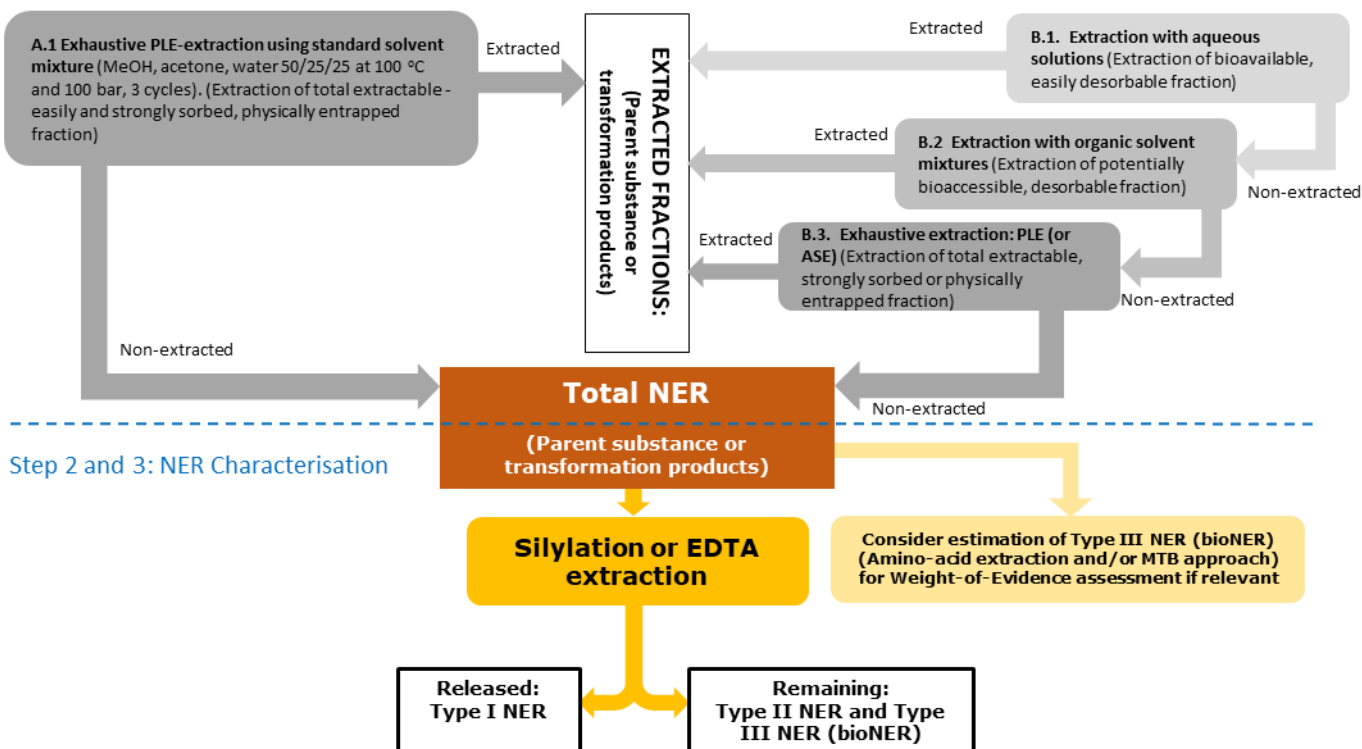 A.1 Exhaustive PLE-extraction using standard solvent
mixture (MeOH, acetone, water 50/25/25 at 100 ºC
and 100 bar, 3 cycles). (Extraction of total extractable -
easily and strongly sorbed, physically entrapped
fraction)
Extracted
EXTRACTED FRACTIONS:
(Parent substance or
transformation products)
Extracted
B.1. Extraction with aqueous
solutions (Extraction of bioavailable,
easily desorbable fraction)
Extracted
B.2 Extraction with organic solvent
mixtures (Extraction of potentially
bioaccessible, desorbable fraction)
Non-extracted
Extracted
B.3. Exhaustive extraction: PLE (or
ASE) (Extraction of total extractable,
strongly sorbed or physically
entrapped fraction)
Non-extracted
Non-extracted
Total NER
Non-extracted
(Parent substance or
transformation products)
Step 2 and 3: NER Characterisation
Silylation or EDTA
extraction
Consider estimation of Type III NER (bioNER)
(Amino-acid extraction and/or MTB approach)
for Weight-of-Evidence assessment if relevant
Released:
Type I NER
Remaining:
Type II NER and Type
III NER (bioNER)